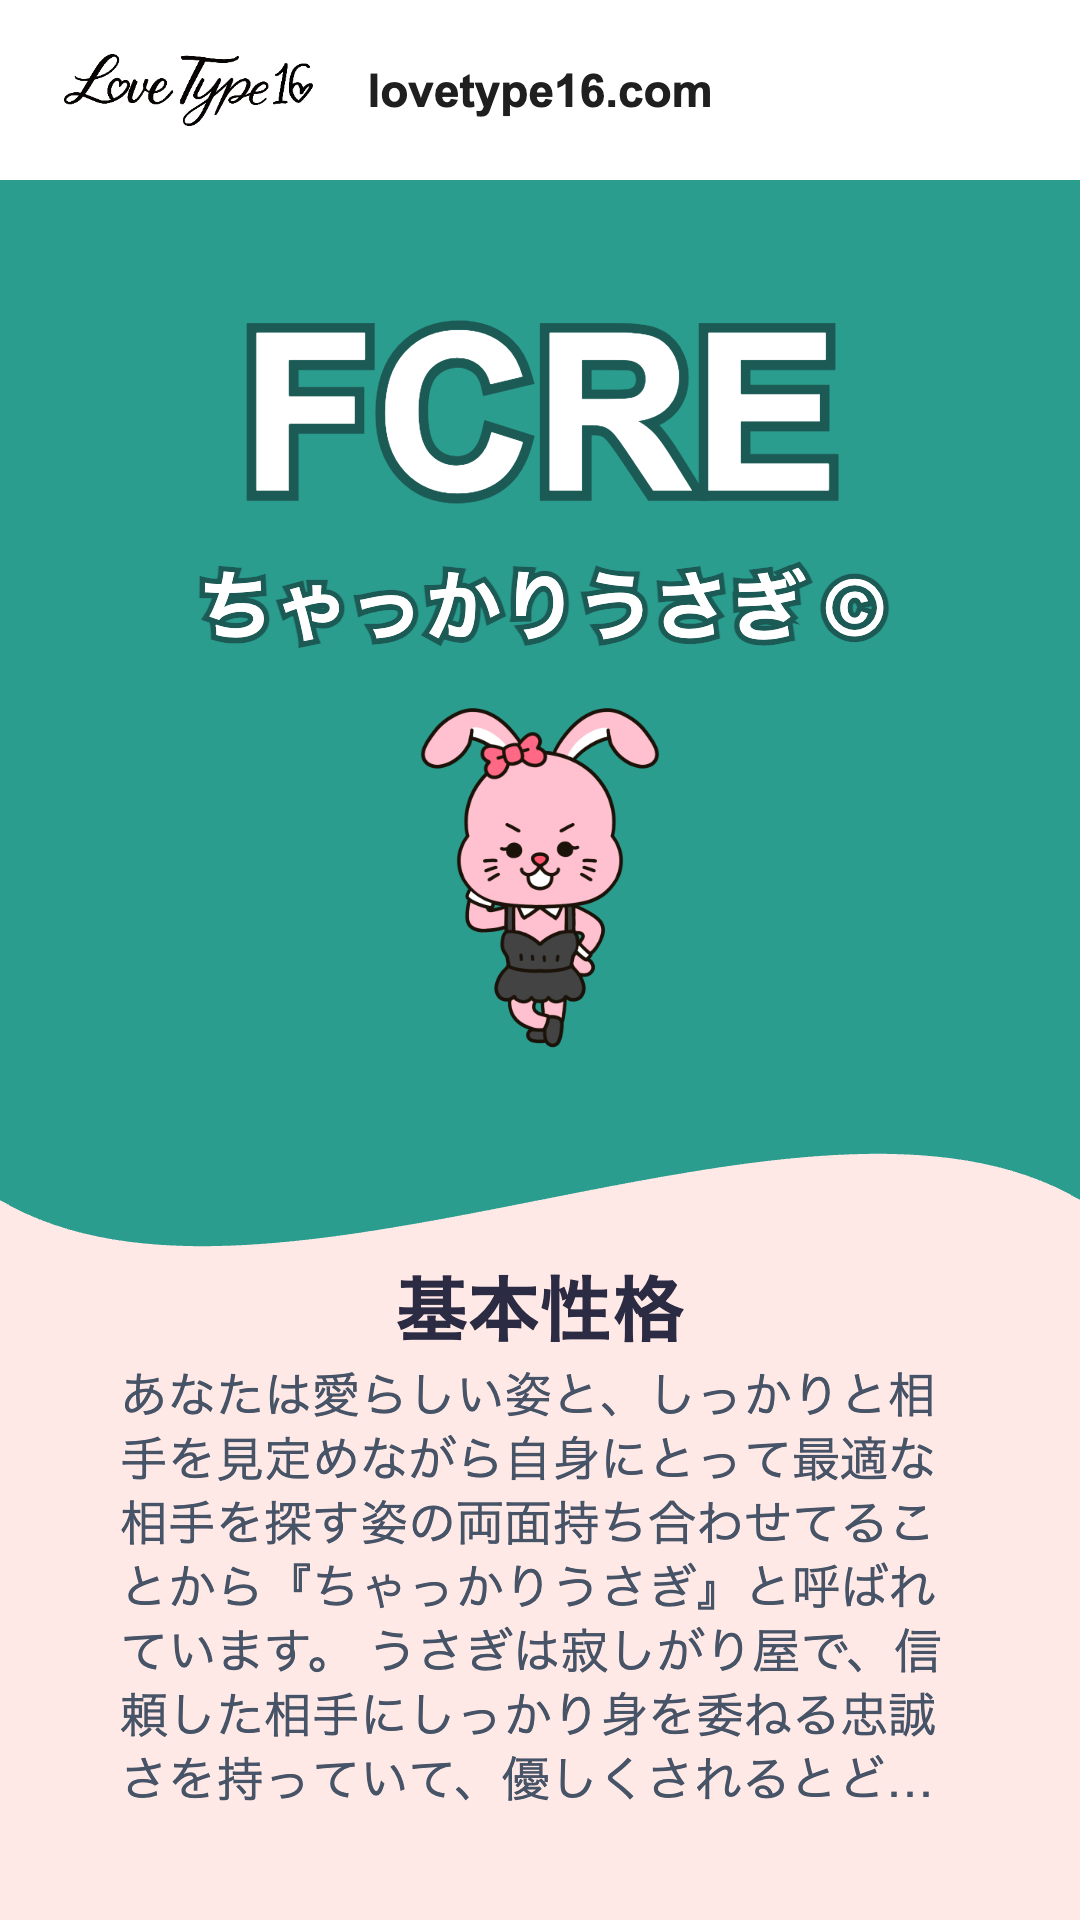 Love Type 16 lovetype16.com
FCRE
ちゃっかりうさぎ ©
基本性格
あなたは愛らしい姿と、しっかりと相
手を見定めながら自身にとって最適な
相手を探す姿の両面持ち合わせてるこ
とから『ちゃっかりうさぎ』と呼ばれ
ています。 うさぎは寂しがり屋で、信
頼した相手にしっかり身を委ねる忠誠
さを持っていて、優しくされるとど...